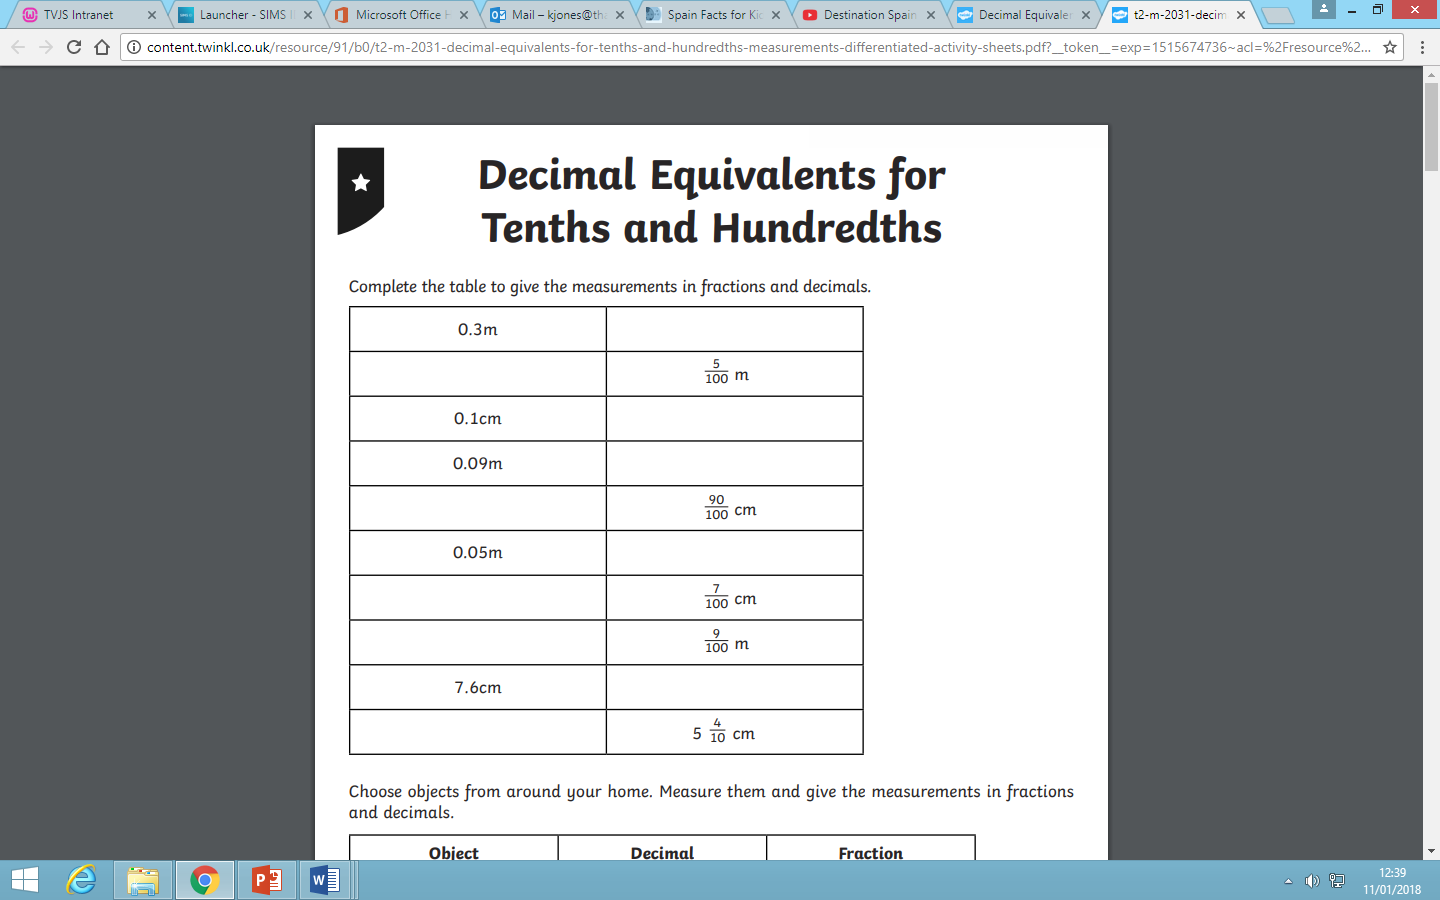 TVJS Intranet
Launcher - SIMS
Microsoft Office
Mail – kjones@th
Spain Facts for Ki
Destination Spain
Decimal Equivale
t2-m-2031-decim
content.twinkl.co.uk/resource/91/b0/t2-m-2031-decimal-equivalents-for-tenths-and-hundredths-measurements-differentiated-activity-sheets.pdf?__token__=exp=1515674736~acl=%2Fresource%2...
Decimal Equivalents for
Tenths and Hundredths
Complete the table to give the measurements in fractions and decimals.
0.3m
5/100 m
0.1cm
0.09m
90/100 cm
0.05m
7/100 cm
9/100 m
7.6cm
5 4/10 cm
Choose objects from around your home. Measure them and give the measurements in fractions
and decimals.
Object Decimal Fraction
12:39
11/01/2018